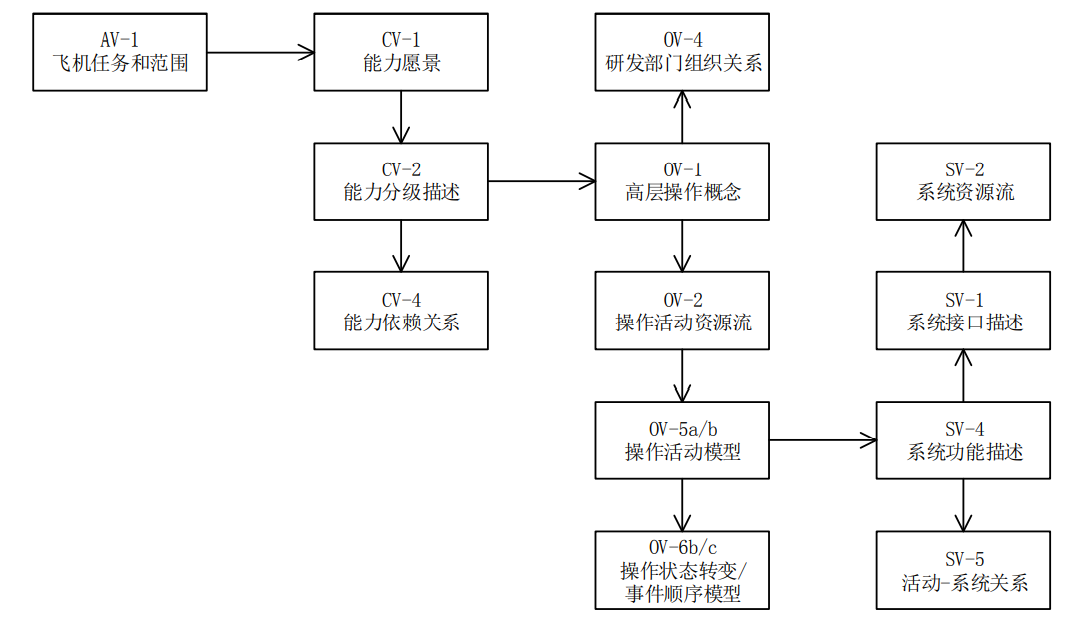 AV-1
飞机任务和范围
CV-1
能力愿景
OV-4
研发部门组织关系
CV-2
能力分级描述
OV-1
高层操作概念
SV-2
系统资源流
CV-4
能力依赖关系
OV-2
操作活动资源流
SV-1
系统接口描述
OV-5a/b
操作活动模型
SV-4
系统功能描述
OV-6b/c
操作状态转变/
事件顺序模型
SV-5
活动-系统关系